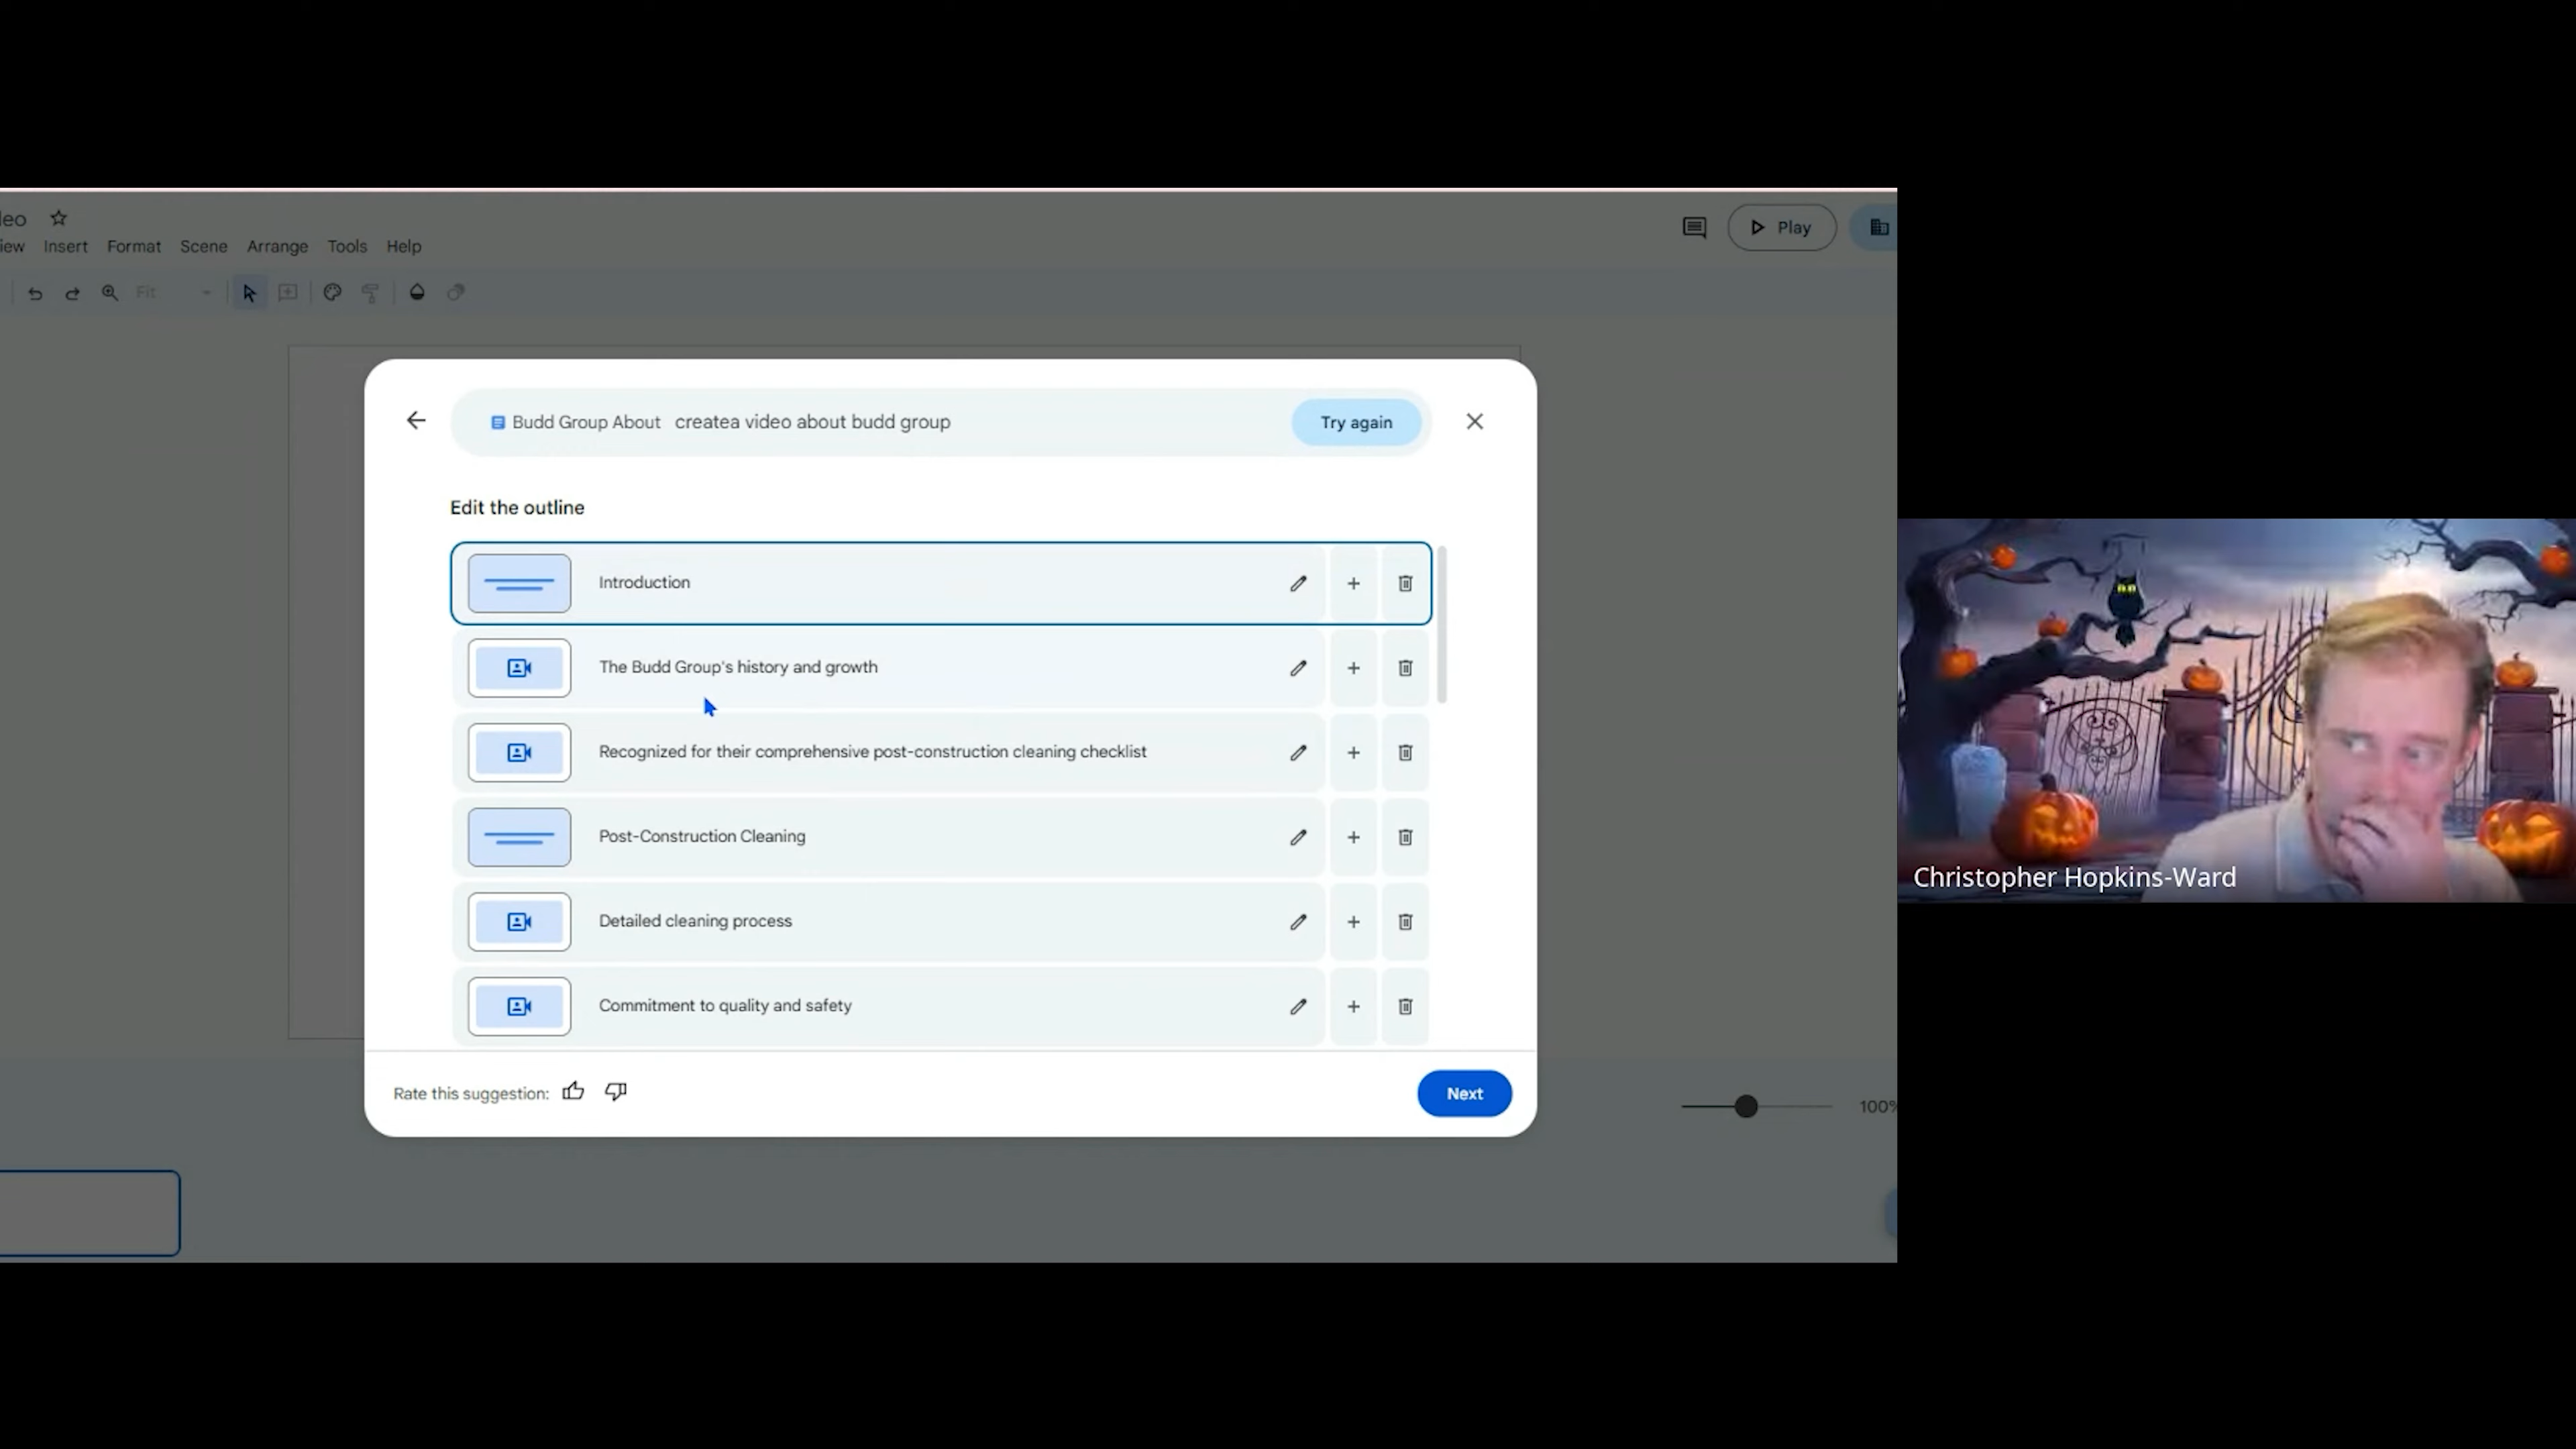 leo
Play
iew Insert Format Scene Arrange Tools Help
Fit
Budd Group About createa video about budd group
Try again
Edit the outline
Introduction
The Budd Group's history and growth
Recognized for their comprehensive post-construction cleaning checklist
Post-Construction Cleaning
Detailed cleaning process
Christopher Hopkins-Ward
Commitment to quality and safety
Rate this suggestion:
Next
100%